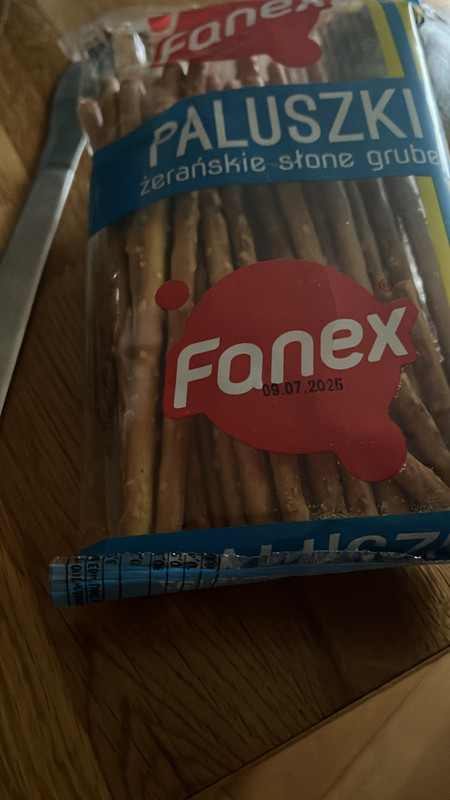 Fanex
PALUSZKI
żerańskie słone grube
®
Fanex
09.07.2026